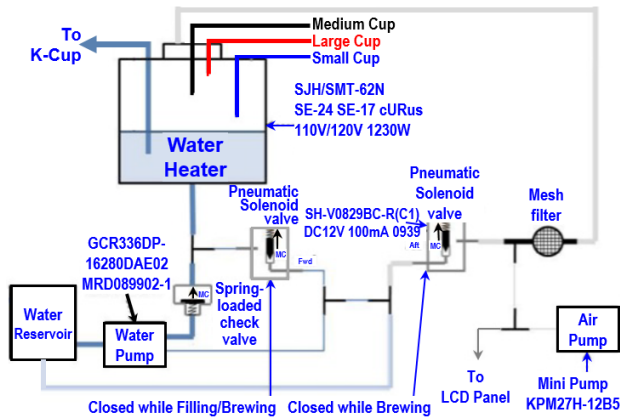 To
K-Cup
Medium Cup
Large Cup
Small Cup
SJH/SMT-62N
SE-24 SE-17 cURus
110V/120V 1230W
Water
Heater
Pneumatic
Solenoid
valve
SH-V0829BC-R(C1)
DC12V 100mA 0939
Aft
MC
Pneumatic
Solenoid
valve
MC
Fwd
Mesh
filter
GCR336DP-
16280DAE02
MRD089902-1
MC
Spring-
loaded
check
valve
Water
Reservoir
Water
Pump
Air
Pump
To
LCD Panel
Mini Pump
KPM27H-12B5
Closed while Filling/Brewing
Closed while Brewing